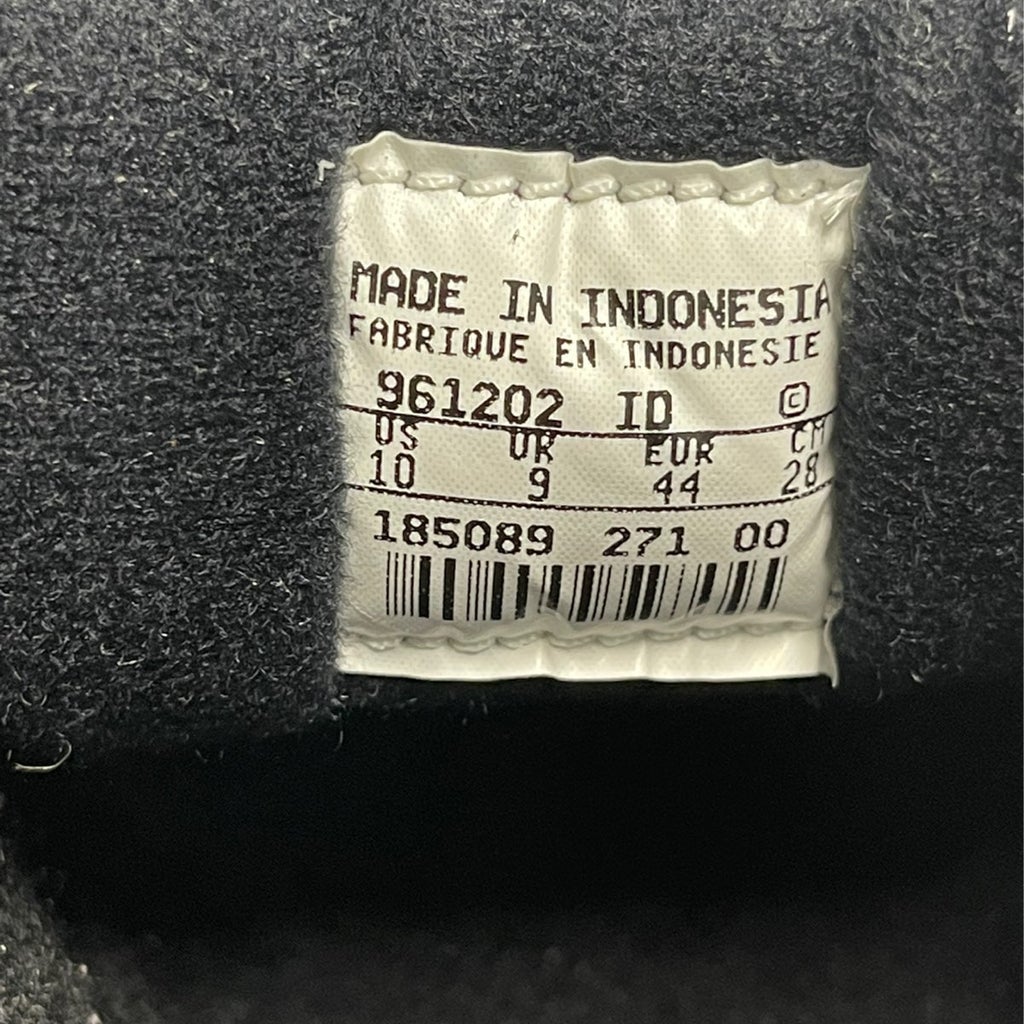 MADE IN INDONESIA
FABRIQUE EN INDONESIE
961202 ID ©
US UK EUR CM
10 9 44 28
185089 271 00